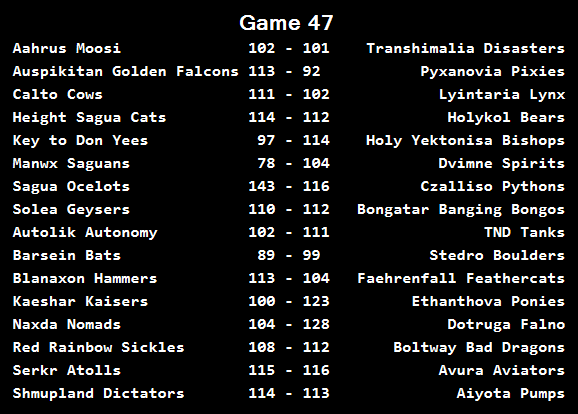 Game 47
Aahrus Moosi 102 - 101 Transhimalia Disasters
Auspikitan Golden Falcons 113 - 92 Pyxanovia Pixies
Calto Cows 111 - 102 Lyintaria Lynx
Height Sagua Cats 114 - 112 Holykol Bears
Key to Don Yees 97 - 114 Holy Yektonisa Bishops
Manwx Saguans 78 - 104 Dvimne Spirits
Sagua Ocelots 143 - 116 Czalliso Pythons
Solea Geysers 110 - 112 Bongatar Banging Bongos
Autolik Autonomy 102 - 111 TND Tanks
Barsein Bats 89 - 99 Stedro Boulders
Blanaxon Hammers 113 - 104 Faehrenfall Feathercats
Kaeshar Kaisers 100 - 123 Ethanthova Ponies
Naxda Nomads 104 - 128 Dotruga Falno
Red Rainbow Sickles 108 - 112 Boltway Bad Dragons
Serkr Atolls 115 - 116 Avura Aviators
Shmupland Dictators 114 - 113 Aiyota Pumps